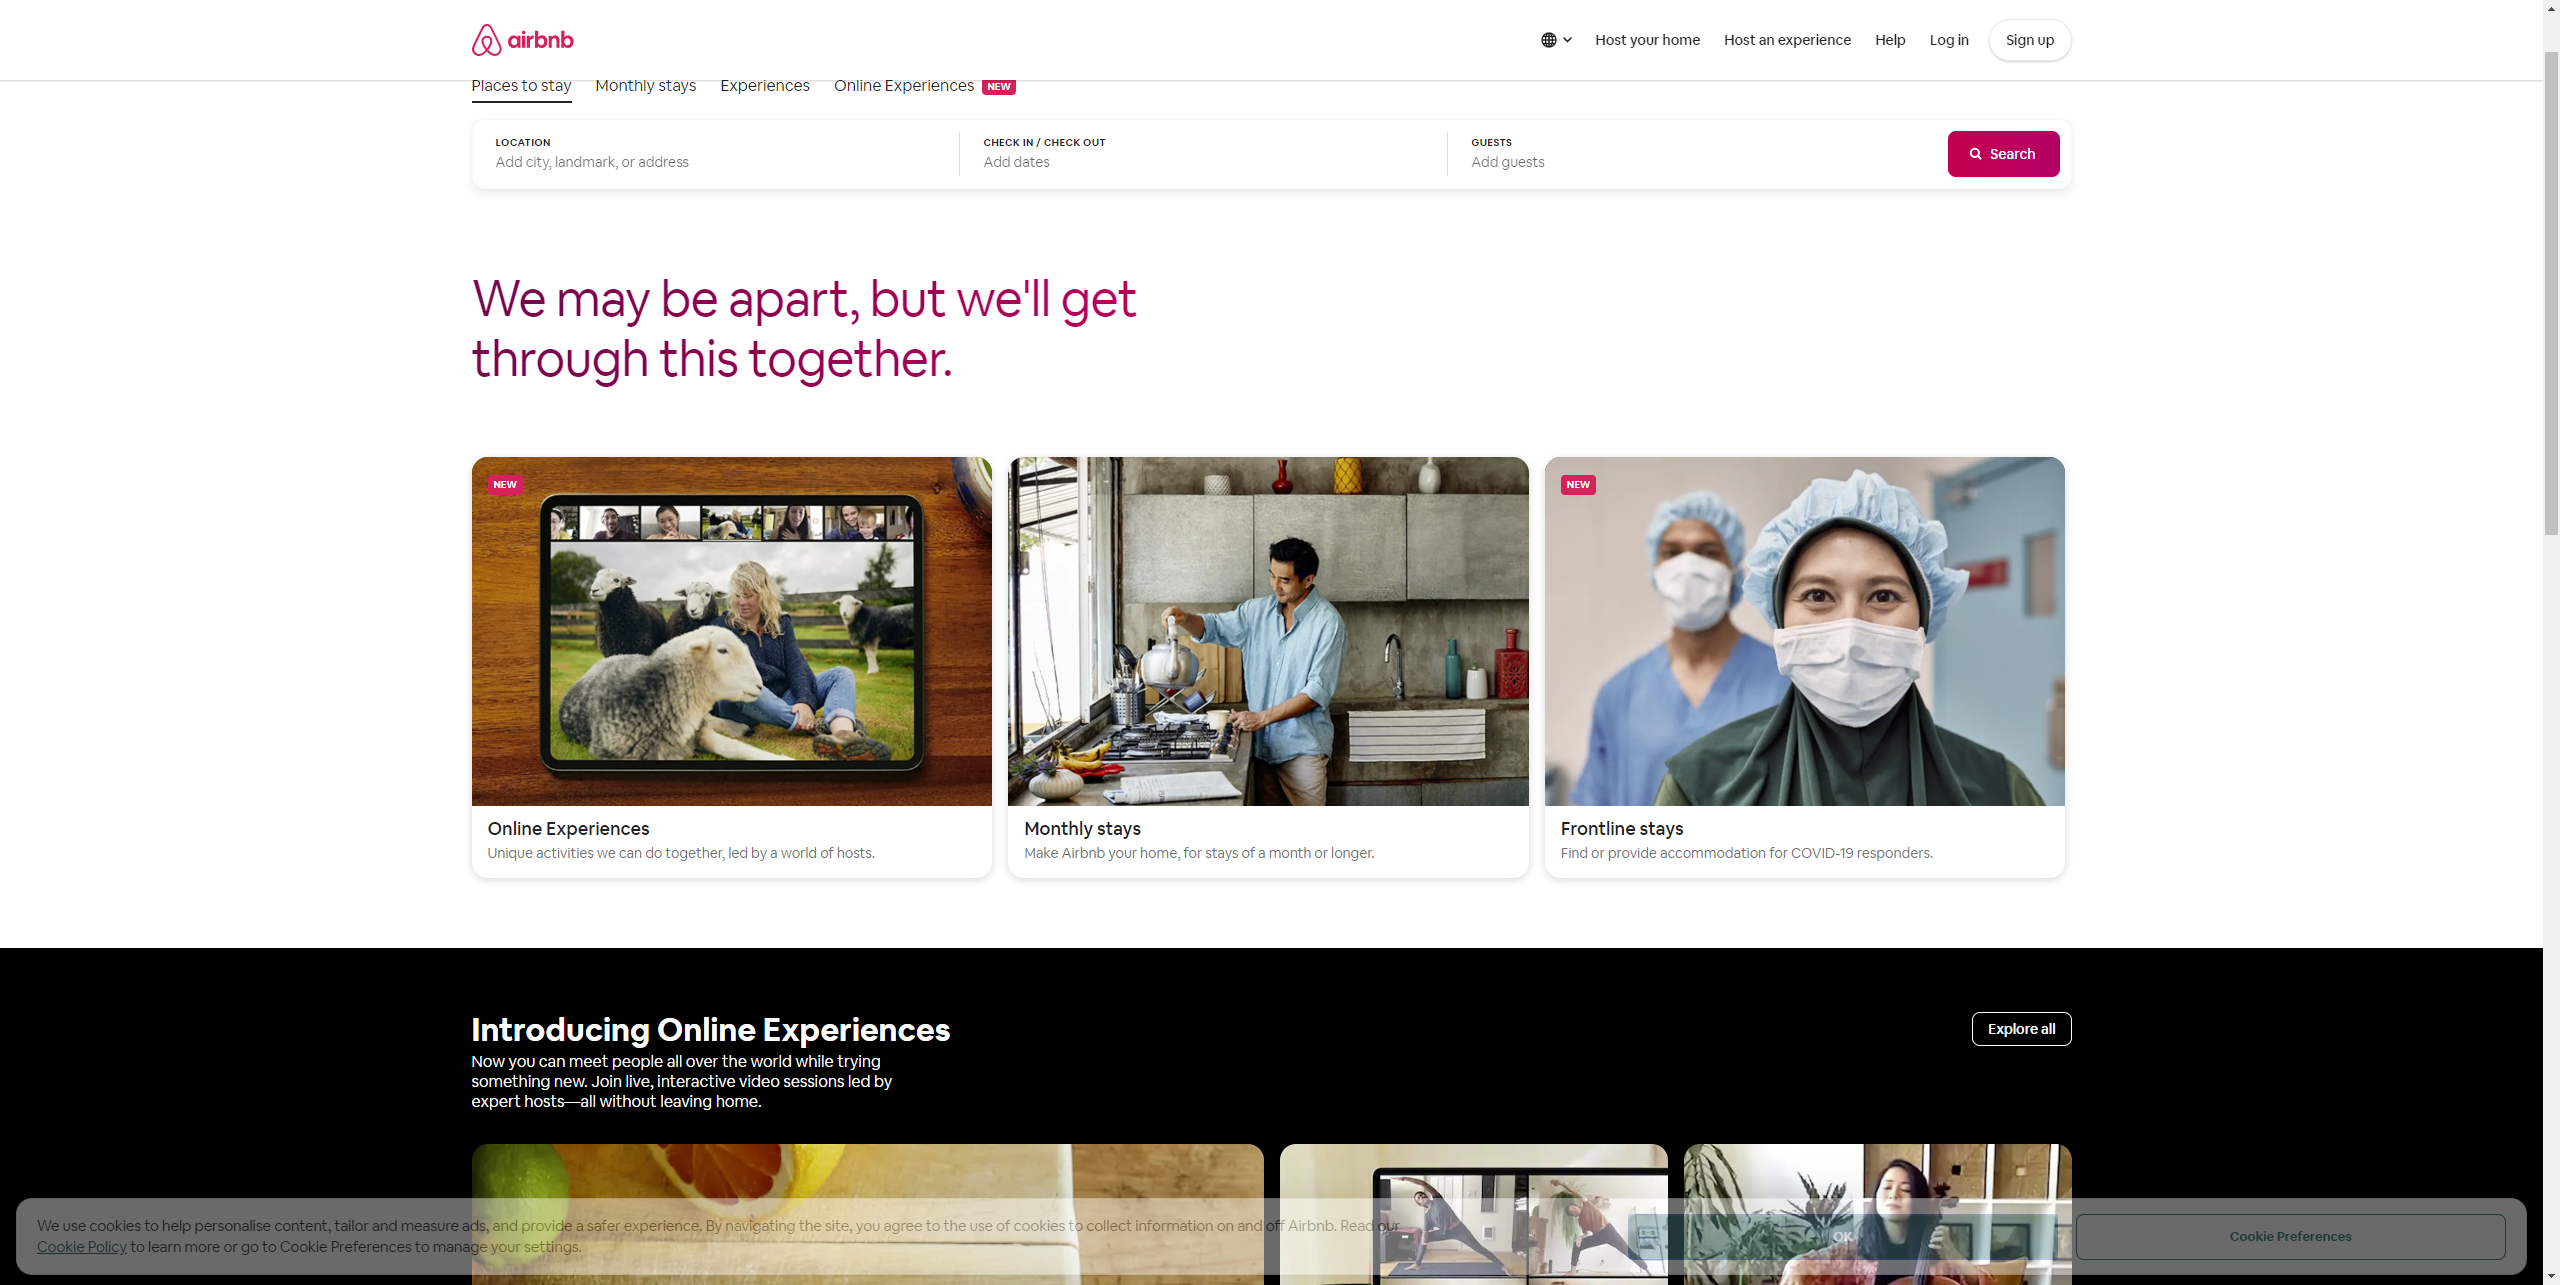 airbnb
Host your home
Host an experience
Help
Log in
Sign up
Places to stay
Monthly stays
Experiences
Online Experiences
NEW
LOCATION
Add city, landmark, or address
CHECK IN / CHECK OUT
Add dates
GUESTS
Add guests
Search
We may be apart, but we'll get
through this together.
NEW
Online Experiences
Unique activities we can do together, led by a world of hosts.
Monthly stays
Make Airbnb your home, for stays of a month or longer.
NEW
Frontline stays
Find or provide accommodation for COVID-19 responders.
Introducing Online Experiences
Now you can meet people all over the world while trying
something new. Join live, interactive video sessions led by
expert hosts—all without leaving home.
Explore all
We use cookies to help personalise content, tailor and measure ads, and provide a safer experience. By navigating the site, you agree to the use of cookies to collect information on and off Airbnb. Read our
Cookie Policy to learn more or go to Cookie Preferences to manage your settings.
OK
Cookie Preferences